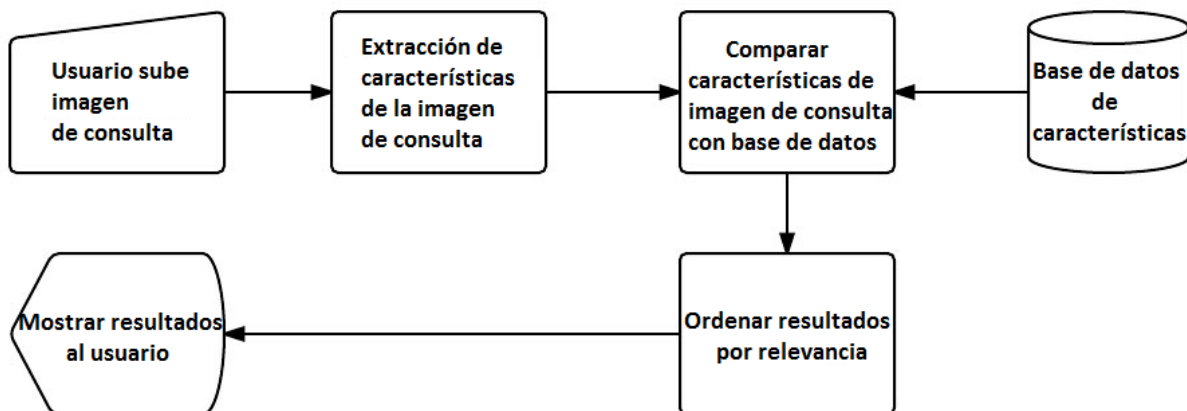 Usuario sube
imagen
de consulta
Extracción de
características
de la imagen
de consulta
Comparar
características de
imagen de consulta
con base de datos
Base de datos
de
características
Ordenar resultados
por relevancia
Mostrar resultados
al usuario